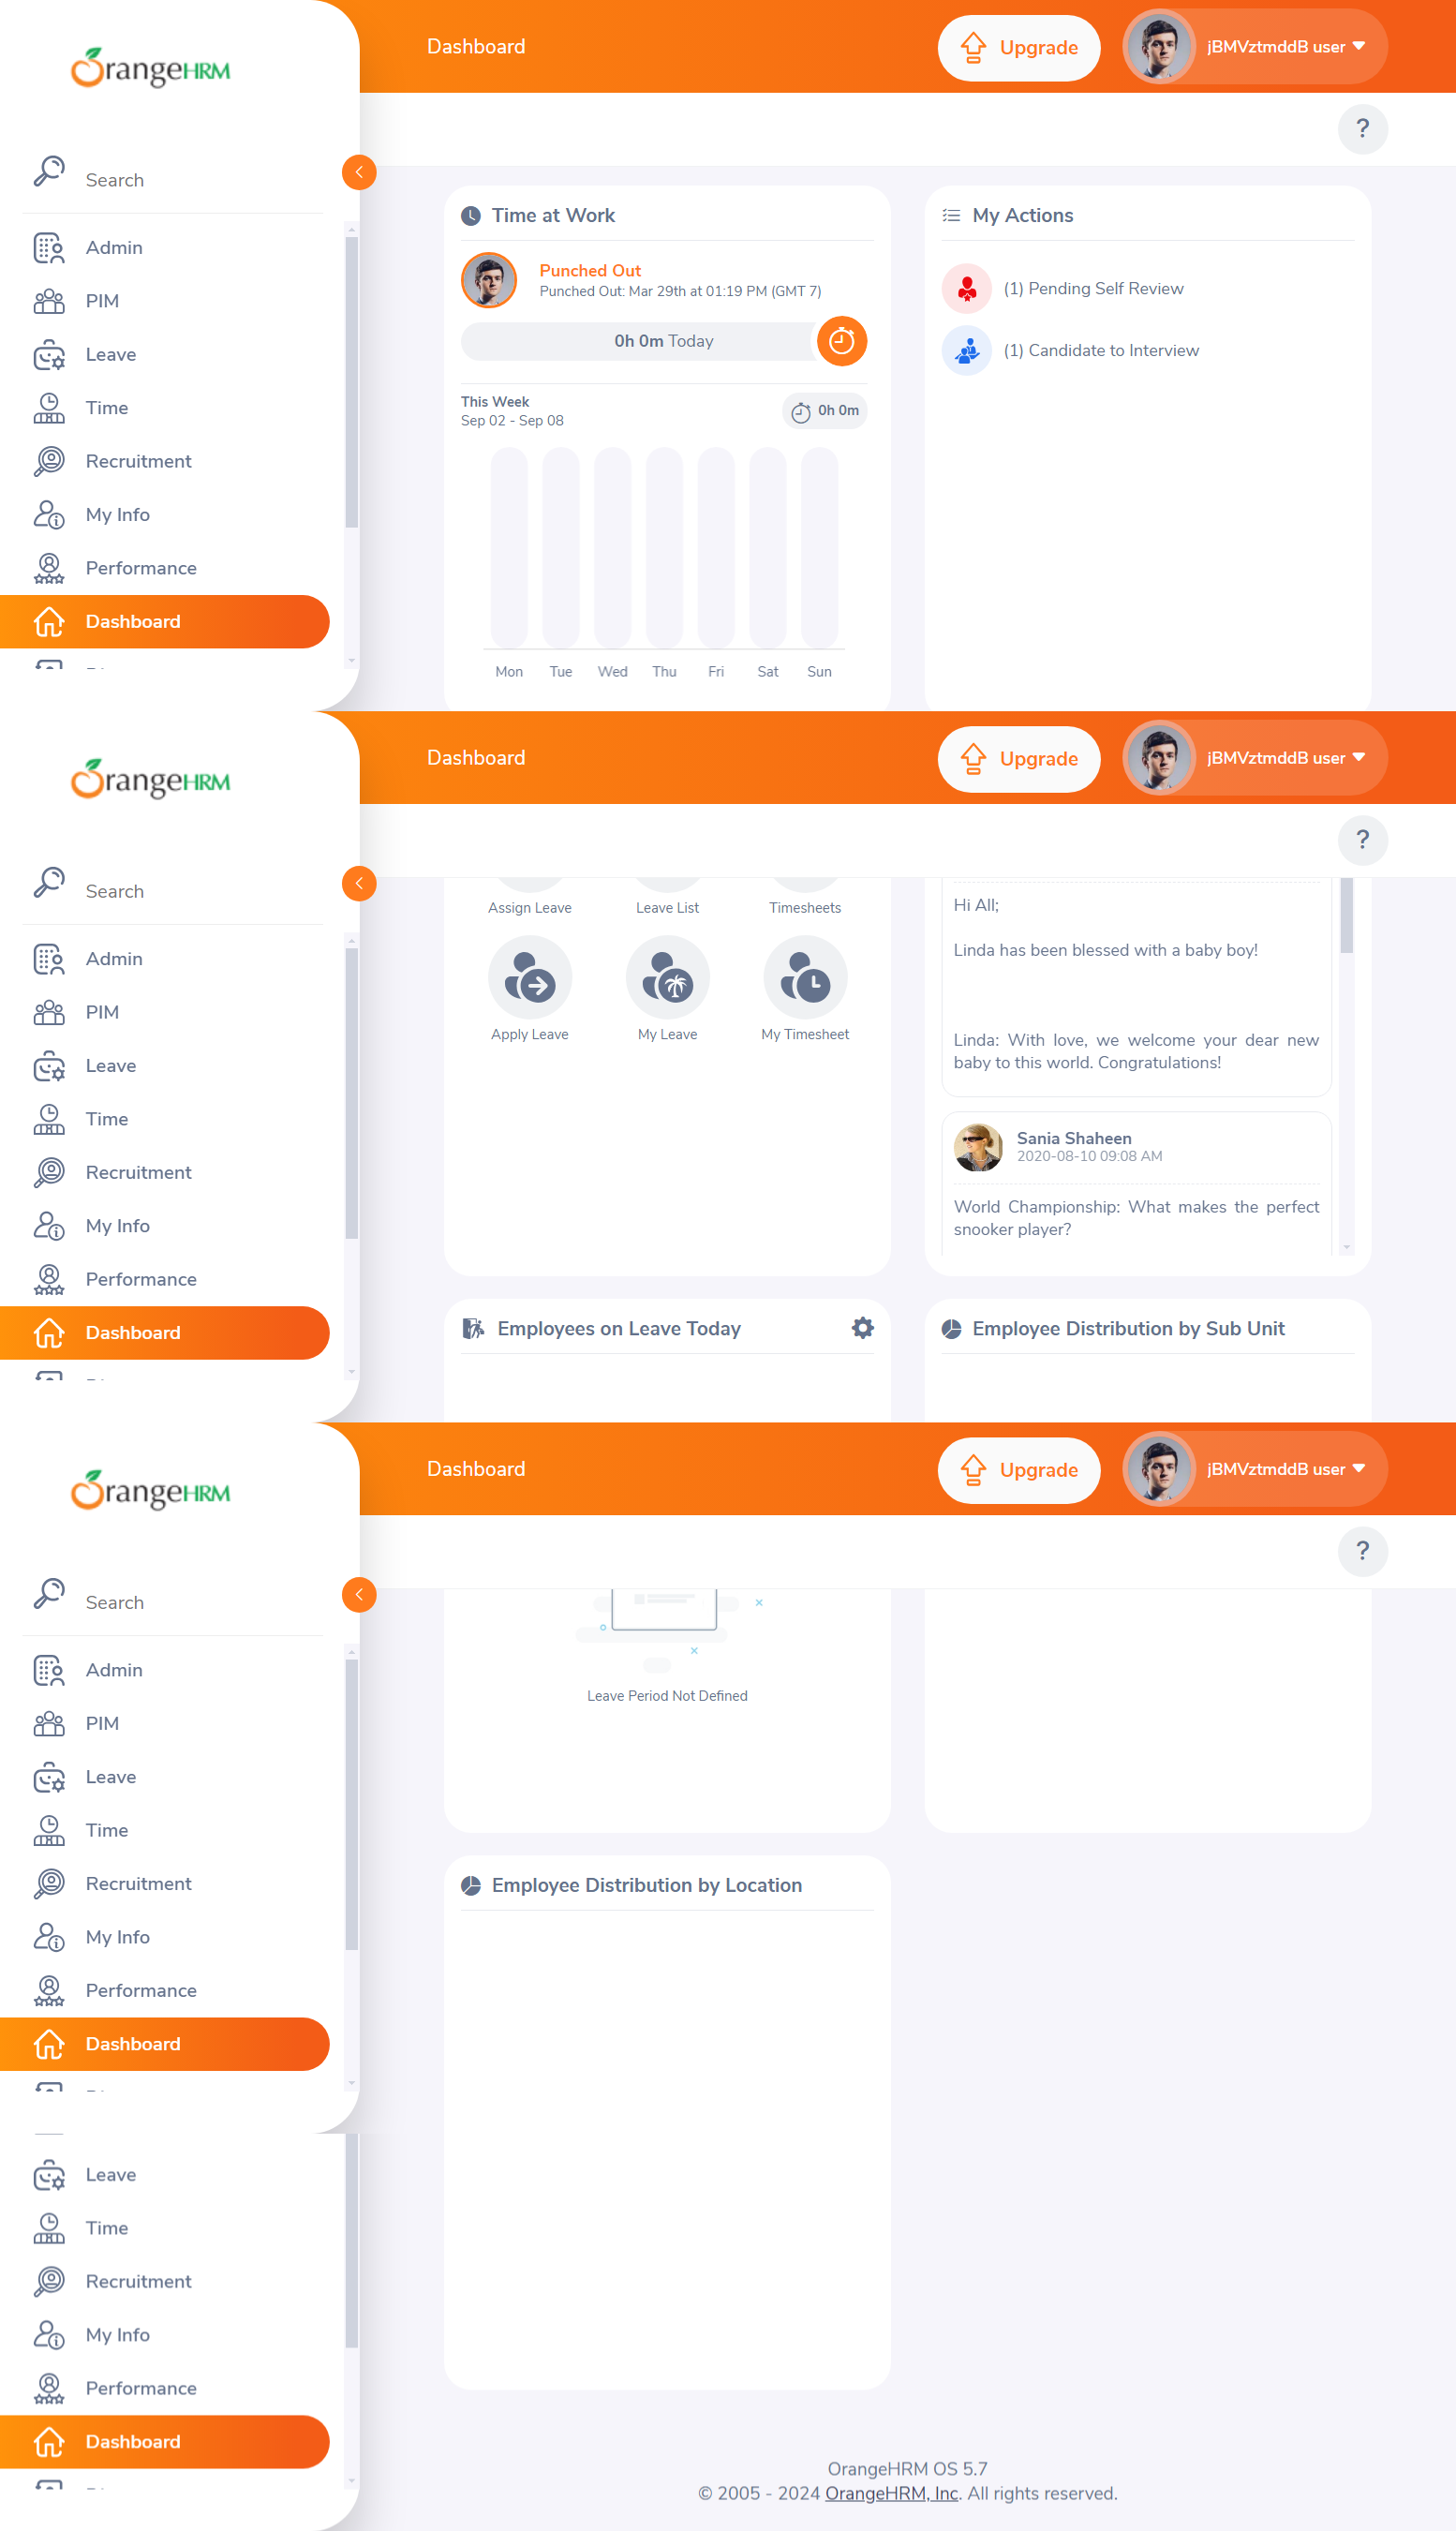 OrangeHRM
Dashboard
Upgrade
jBMVztmddB user
?
Search
Admin
PIM
Leave
Time
Recruitment
My Info
Performance
Dashboard
Time at Work
Punched Out
Punched Out: Mar 29th at 01:19 PM (GMT 7)
0h 0m Today
This Week
Sep 02 - Sep 08
0h 0m
Mon Tue Wed Thu Fri Sat Sun
My Actions
(1) Pending Self Review
(1) Candidate to Interview
OrangeHRM
Dashboard
Upgrade
jBMVztmddB user
?
Search
Admin
PIM
Leave
Time
Recruitment
My Info
Performance
Dashboard
Assign Leave Leave List Timesheets
Apply Leave My Leave My Timesheet
Hi All;
Linda has been blessed with a baby boy!
Linda: With love, we welcome your dear new
baby to this world. Congratulations!
Sania Shaheen
2020-08-10 09:08 AM
World Championship: What makes the perfect
snooker player?
Employees on Leave Today
Employee Distribution by Sub Unit
OrangeHRM
Dashboard
Upgrade
jBMVztmddB user
?
Search
Admin
PIM
Leave
Time
Recruitment
My Info
Performance
Dashboard
Leave Period Not Defined
Employee Distribution by Location
Leave
Time
Recruitment
My Info
Performance
Dashboard
OrangeHRM OS 5.7
© 2005 - 2024 OrangeHRM, Inc. All rights reserved.